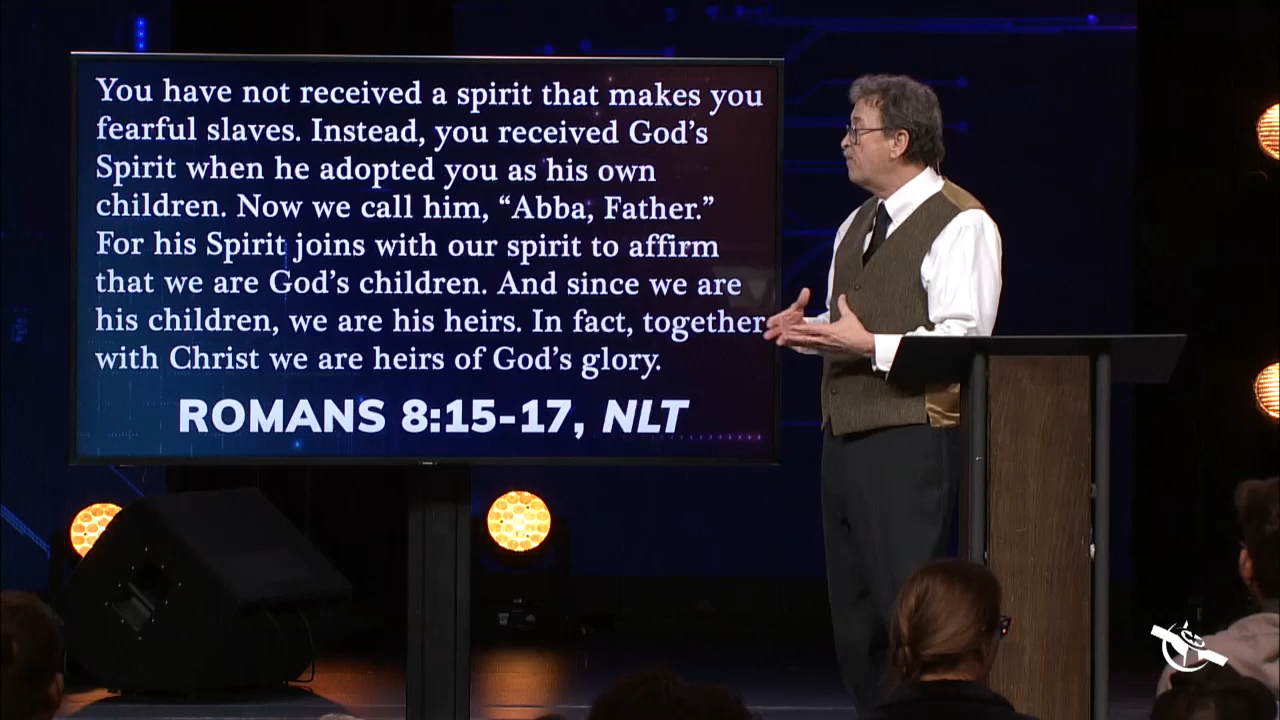 You have not received a spirit that makes you
fearful slaves. Instead, you received God’s
Spirit when he adopted you as his own
children. Now we call him, “Abba, Father.”
For his Spirit joins with our spirit to affirm
that we are God’s children. And since we are
his children, we are his heirs. In fact, together
with Christ we are heirs of God’s glory.
ROMANS 8:15-17, NLT